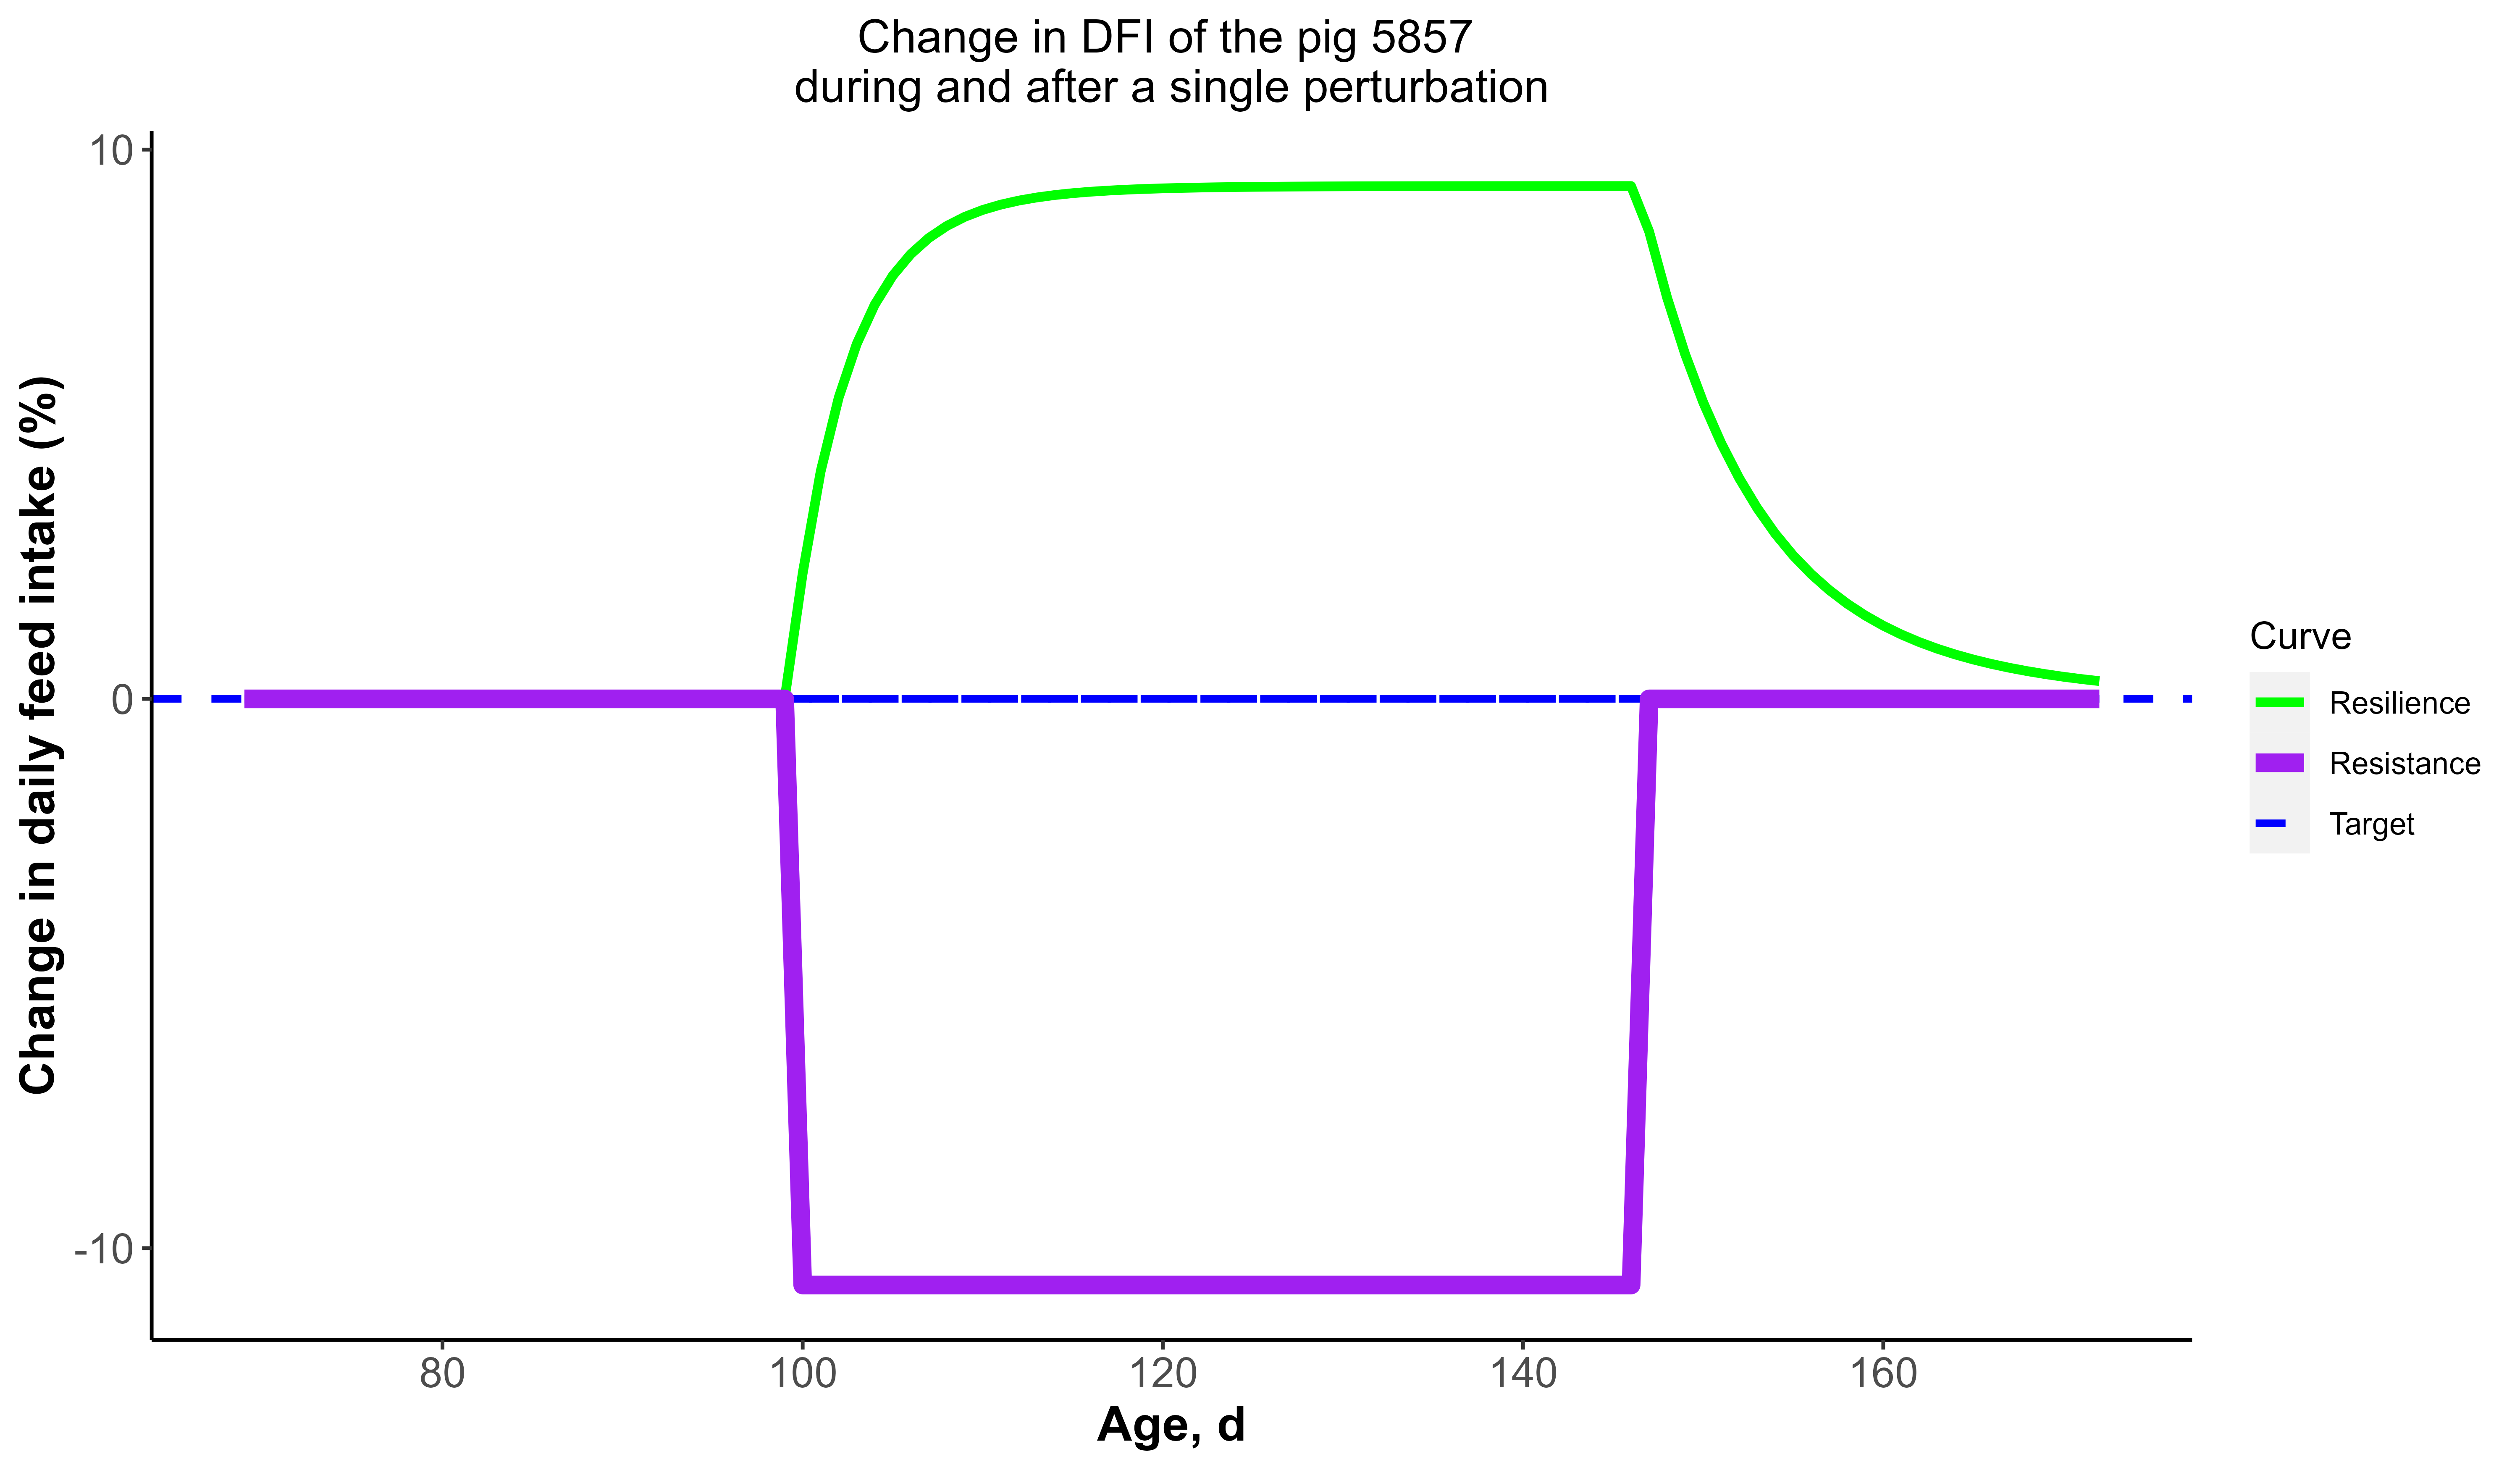 Change in DFI of the pig 5857
during and after a single perturbation
Change in daily feed intake (%)
10
0
-10
80
100
120
140
160
Age, d
Curve
Resilience
Resistance
Target